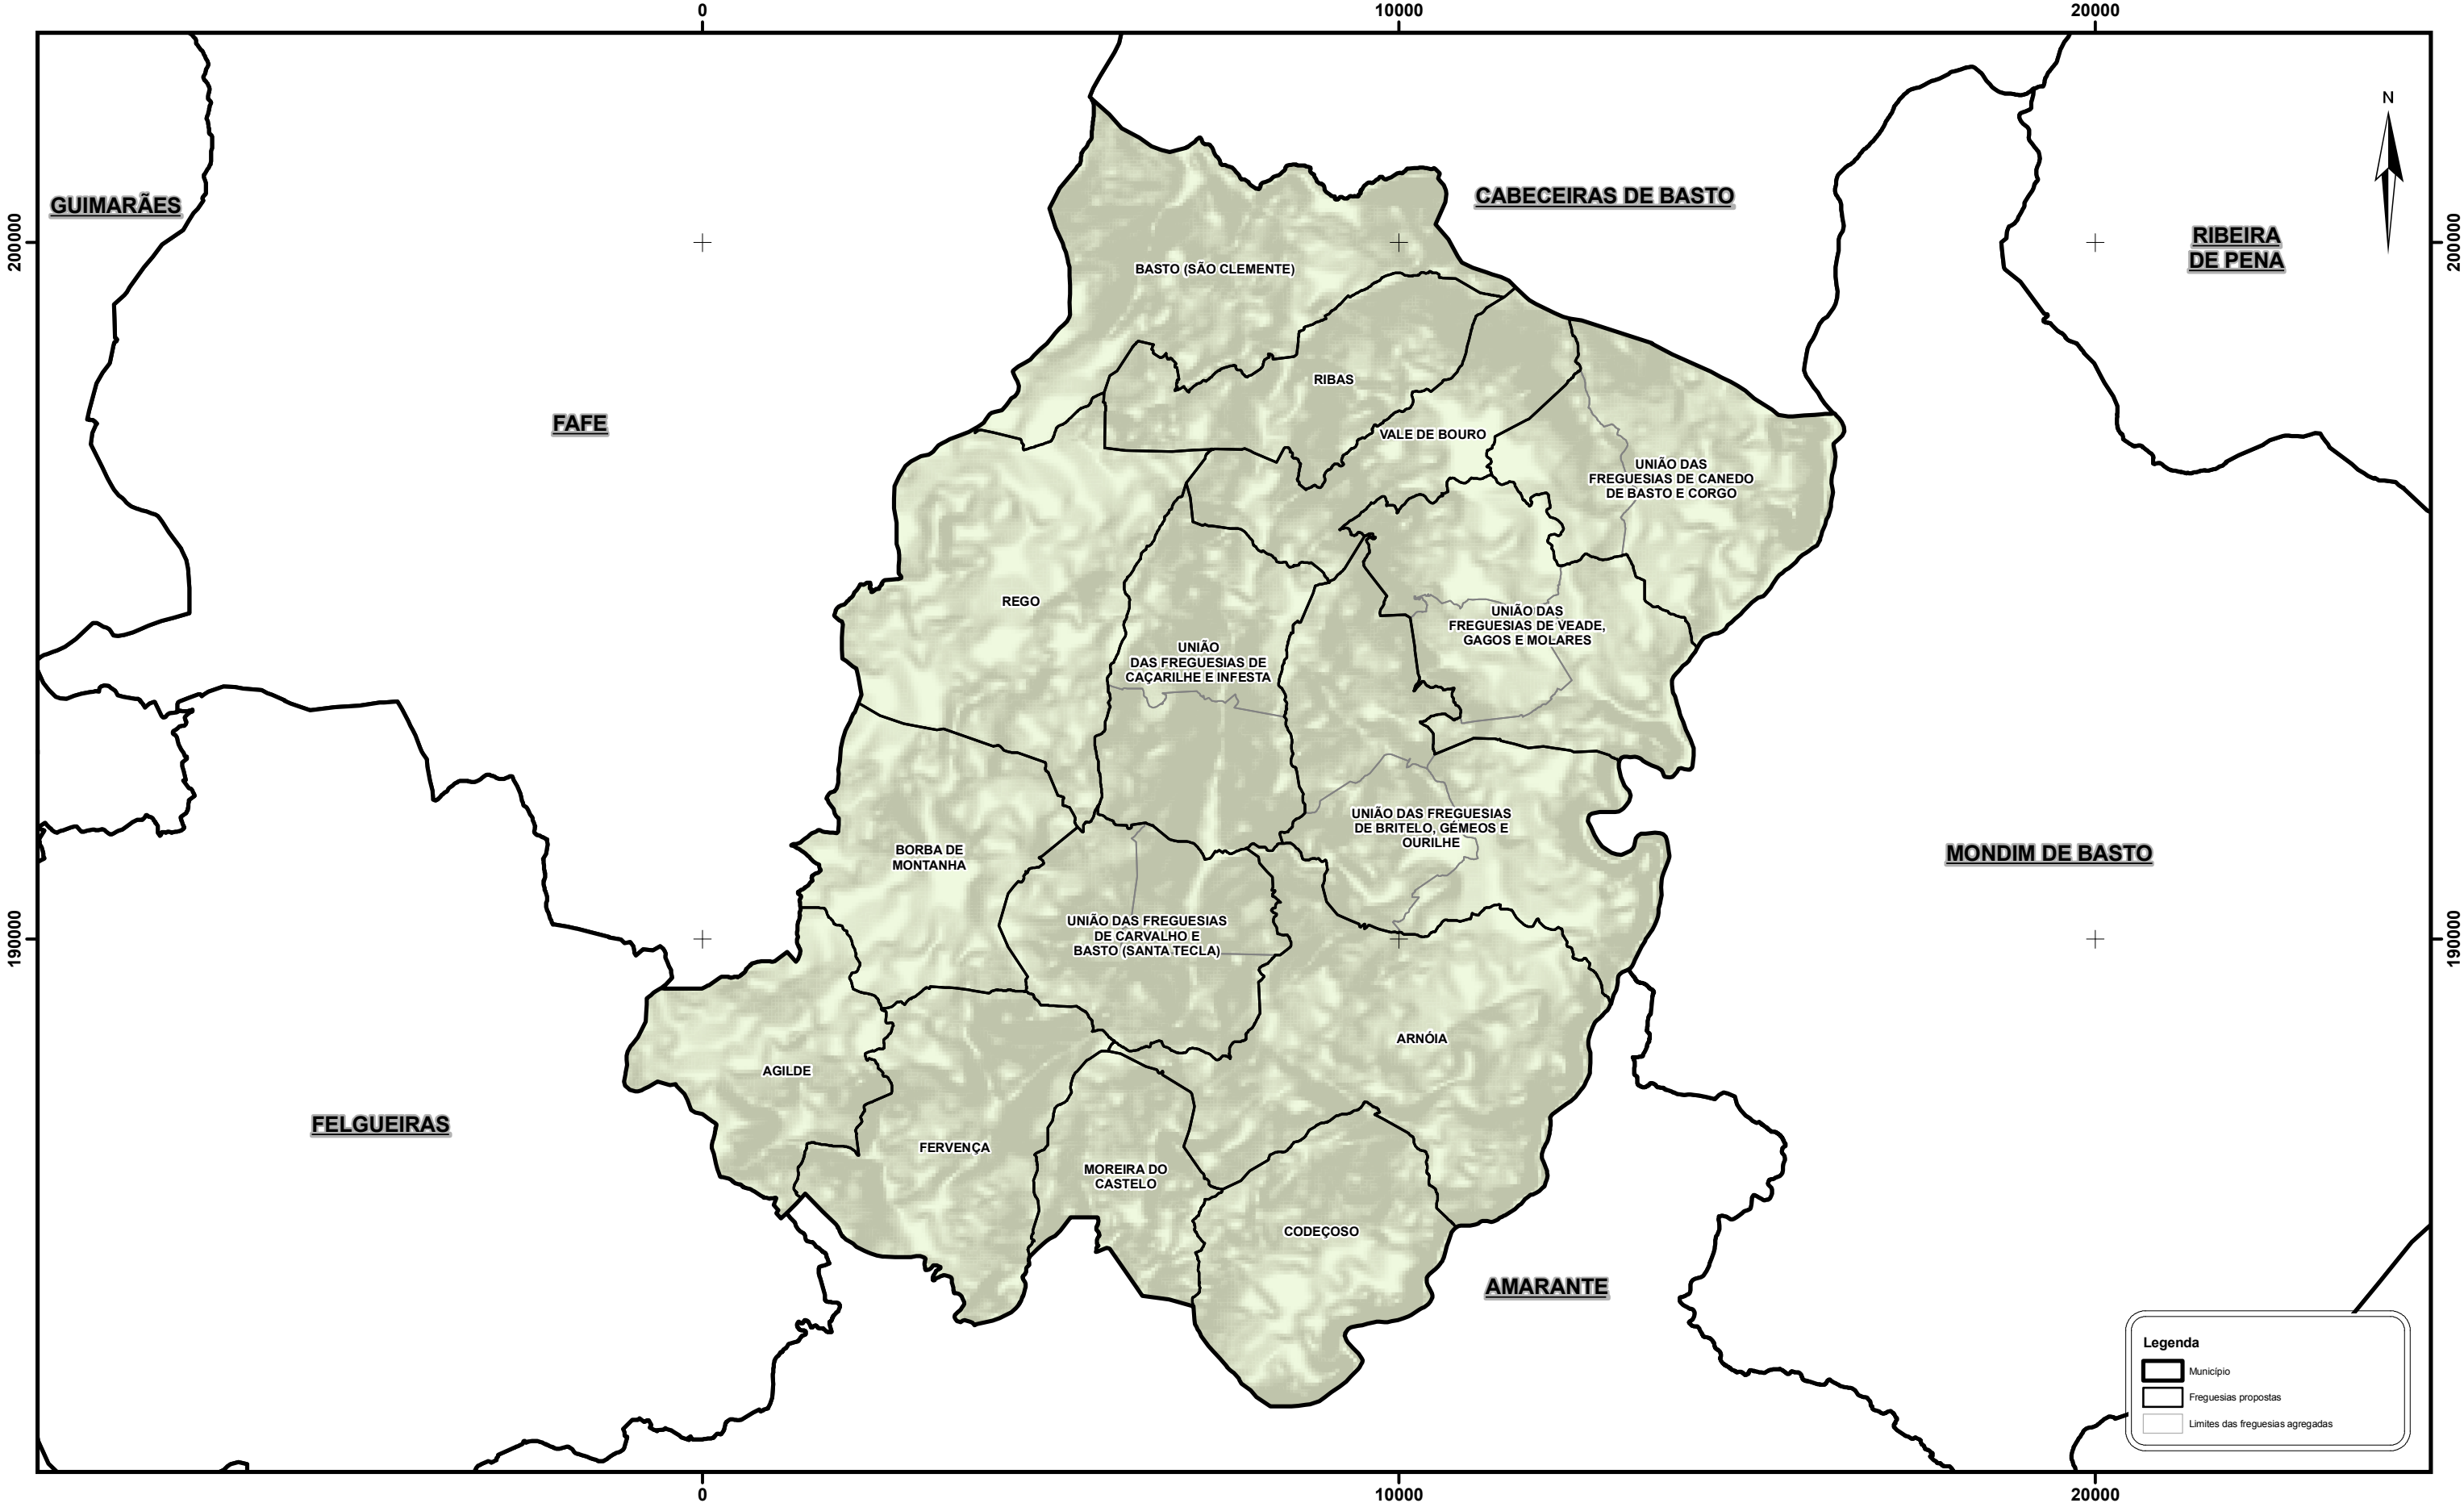 0
10000
20000
N
GUIMARÃES
CABECEIRAS DE BASTO
200000
200000
RIBEIRA
DE PENA
BASTO (SÃO CLEMENTE)
RIBAS
FAFE
VALE DE BOURO
UNIÃO DAS
FREGUESIAS DE CANEDO
DE BASTO E CORGO
REGO
UNIÃO DAS
FREGUESIAS DE VEADE,
GAGOS E MOLARES
UNIÃO
DAS FREGUESIAS DE
CAÇARILHE E INFESTA
UNIÃO DAS FREGUESIAS
DE BRITELO, GÉMEOS E
OURILHE
BORBA DE
MONTANHA
MONDIM DE BASTO
UNIÃO DAS FREGUESIAS
DE CARVALHO E
BASTO (SANTA TECLA)
190000
190000
ARNÓIA
AGILDE
FELGUEIRAS
FERVENÇA
MOREIRA DO
CASTELO
CODEÇOSO
AMARANTE
Legenda
Município
Freguesias propostas
Limites das freguesias agregadas
0
10000
20000